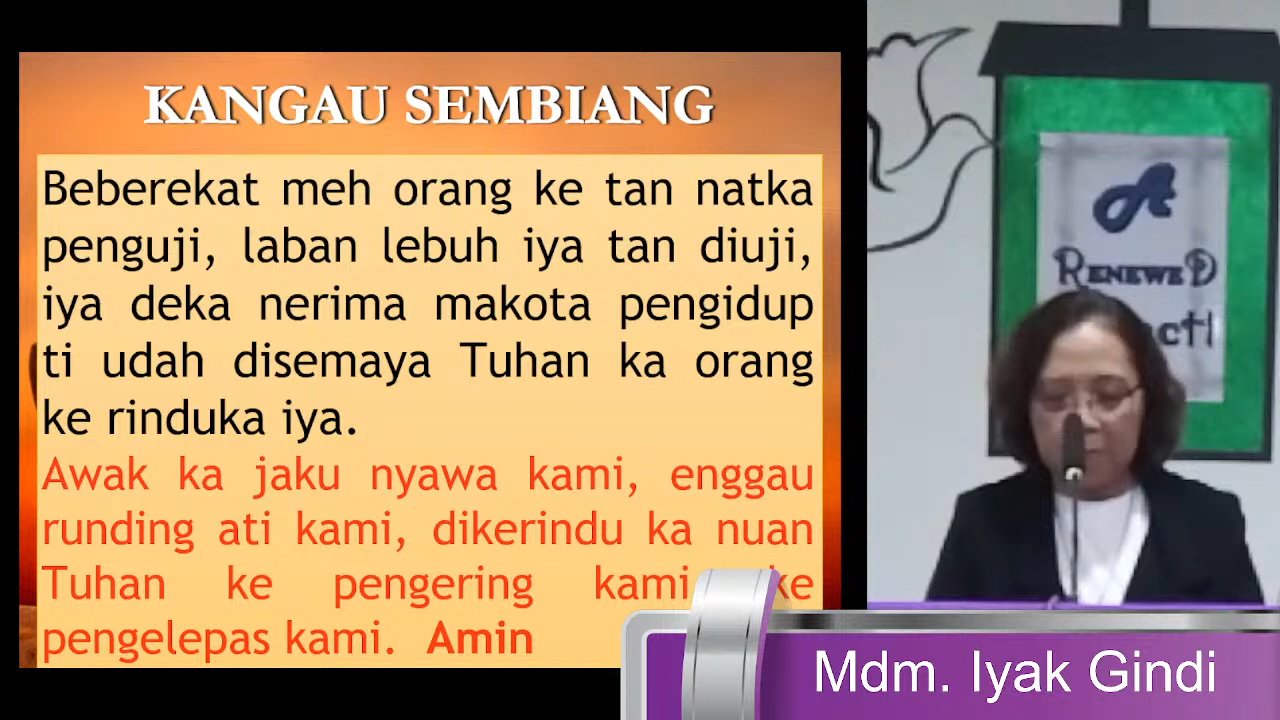 KANGAU SEMBIANG
Beberekat meh orang ke tan natka
penguji, laban lebuh iya tan diuji,
iya deka nerima makota pengidup
ti udah disemaya Tuhan ka orang
ke rinduka iya.
Awak ka jaku nyawa kami, enggau
runding ati kami, dikerindu ka nuan
Tuhan ke pengering kami ke
pengelepas kami. Amin
A
RENEWED
Mdm. Iyak Gindi